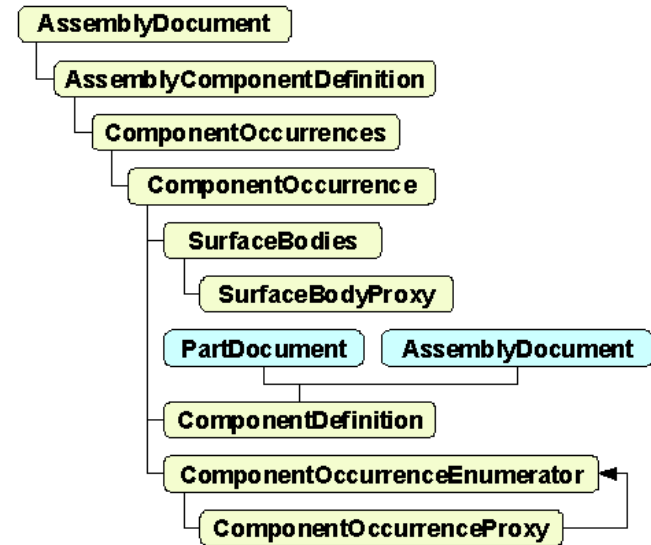 AssemblyDocument
AssemblyComponentDefinition
ComponentOccurrences
ComponentOccurrence
SurfaceBodies
SurfaceBodyProxy
PartDocument
AssemblyDocument
ComponentDefinition
ComponentOccurrenceEnumerator
ComponentOccurrenceProxy